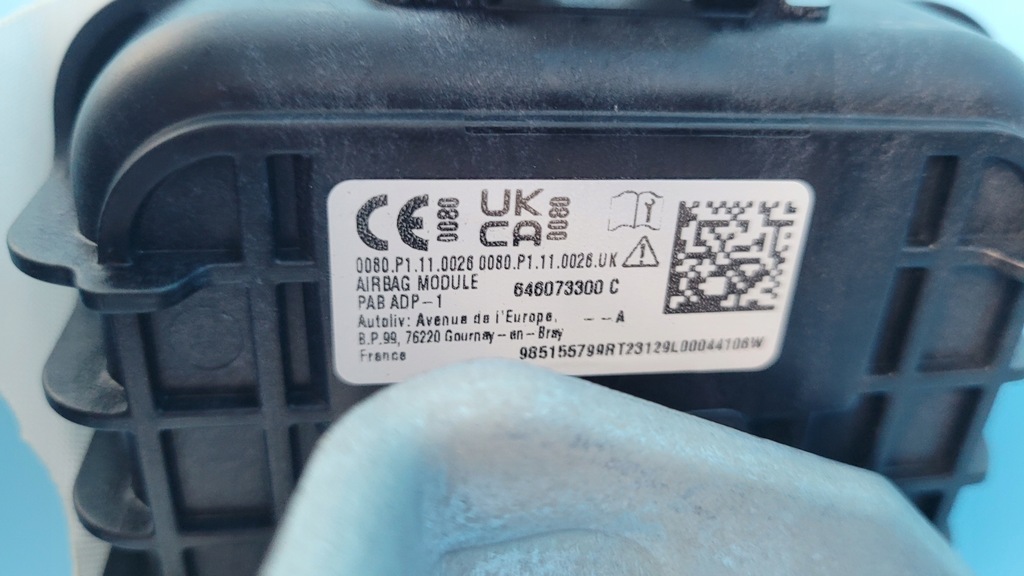 CE 0080 UK CA 0080
0080.P1.11.0026 0080.P1.11.0026.UK
AIRBAG MODULE 646073300 C
PAB ADP-1
Autoliv: Avenue de l'Europe, --A
B.P.99, 76220 Gournay-en-Bray
France 985155799RT23129L00044106W